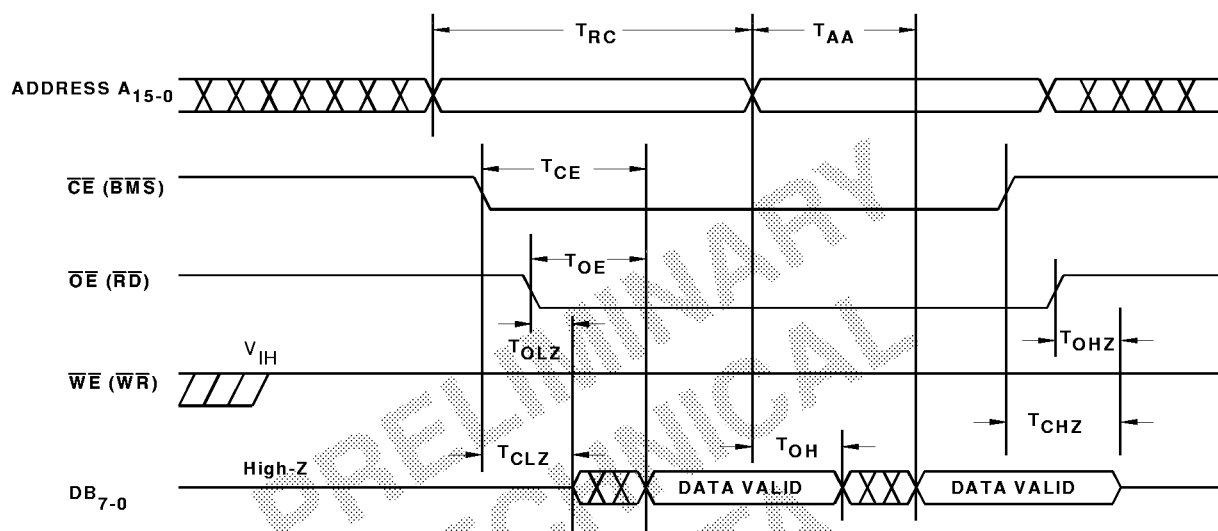 T_RC T_AA
ADDRESS A_15-0
T_CE
CE (BMS)
T_OE
OE (RD)
T_OLZ T_OHZ
V_IH
WE (WR)
T_CHZ
T_CLZ T_OH
High-Z
DATA VALID DATA VALID
DB_7-0
PRELIMINARY
TECHNICAL